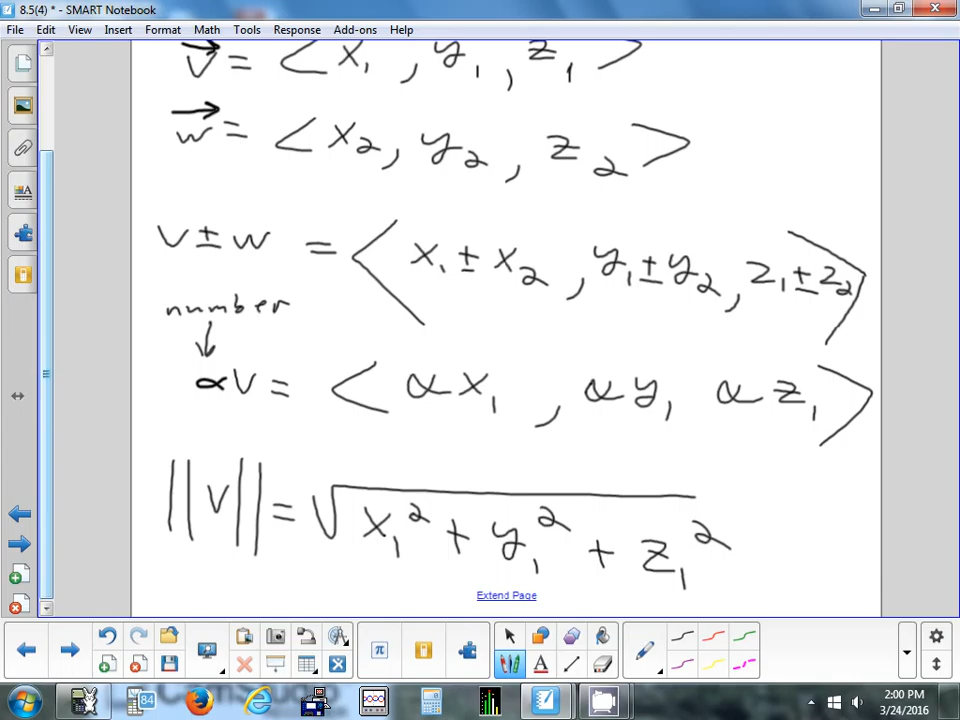 8.5(4) * - SMART Notebook
File Edit View Insert Format Math Tools Response Add-ons Help
v = < x₁ , y₁ , z₁ >
w = < x₂, y₂, z₂ >
v ± w = < x₁ ± x₂ , y₁ ± y₂, z₁ ± z₂ >
number
αv = < αx₁ , αy₁ αz₁ >
||v|| = √x₁² + y₁² + z₁²
Extend Page
π
A
84
2:00 PM
3/24/2016